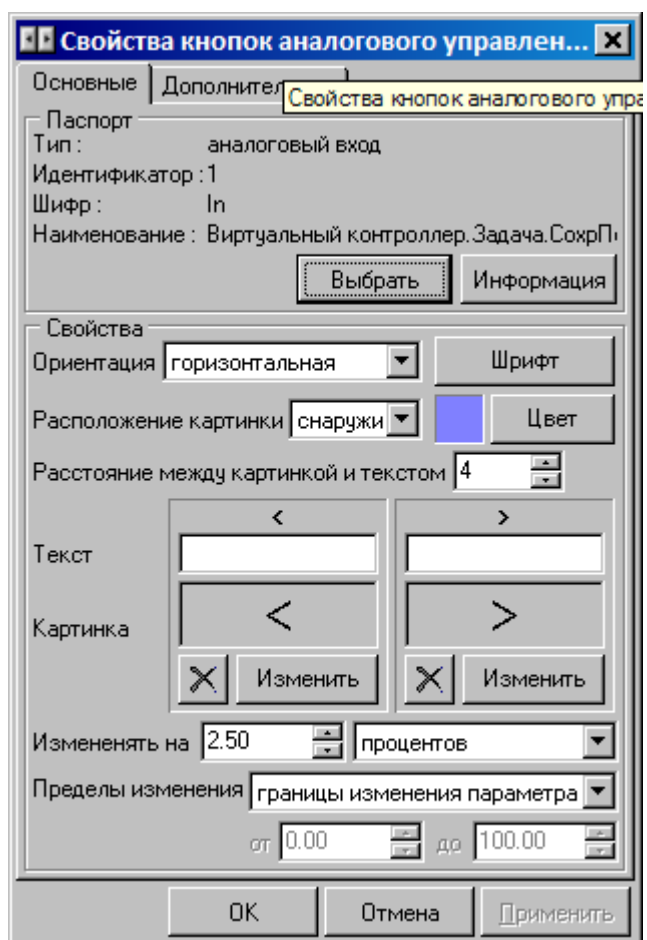 Свойства кнопок аналогового управлен...
Основные
Дополнител
Свойства кнопок аналогового упра
Паспорт
Тип : аналоговый вход
Идентификатор : 1
Шифр : In
Наименование : Виртуальный контроллер.Задача.СохрП
Выбрать Информация
Свойства
Ориентация горизонтальная Шрифт
Расположение картинки снаружи Цвет
Расстояние между картинкой и текстом 4
< >
Текст
Картинка < >
Изменить Изменить
Измененять на 2.50 процентов
Пределы изменения границы изменения параметра
от 0.00 до 100.00
OK Отмена Применить